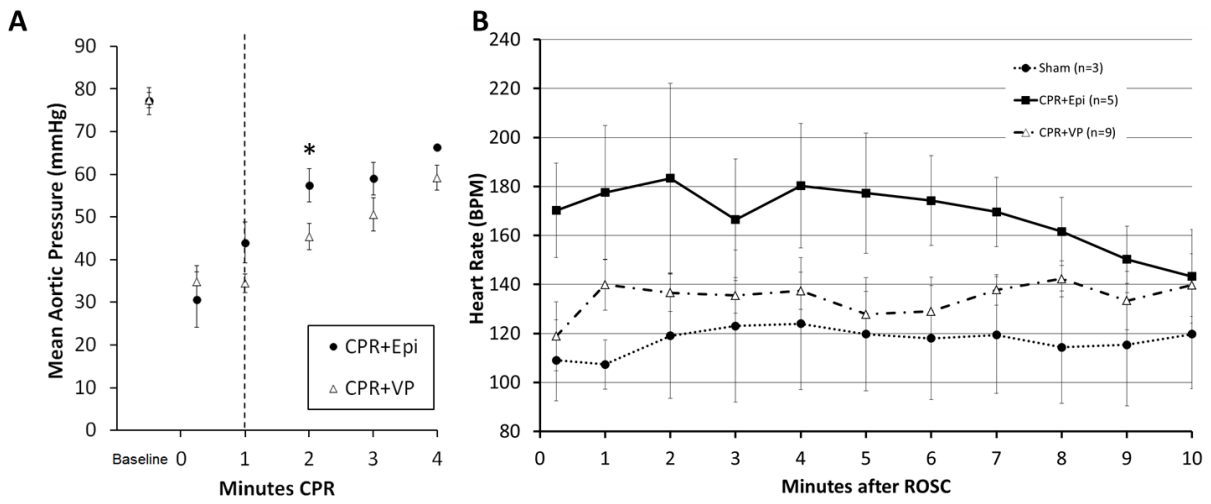 A
Mean Aortic Pressure (mmHg)
90
80
70
60
50
40
30
20
10
0
*
CPR+Epi
CPR+VP
Baseline 0 1 2 3 4
Minutes CPR
B
Heart Rate (BPM)
240
220
200
180
160
140
120
100
80
Sham (n=3)
CPR+Epi (n=5)
CPR+VP (n=9)
0 1 2 3 4 5 6 7 8 9 10
Minutes after ROSC